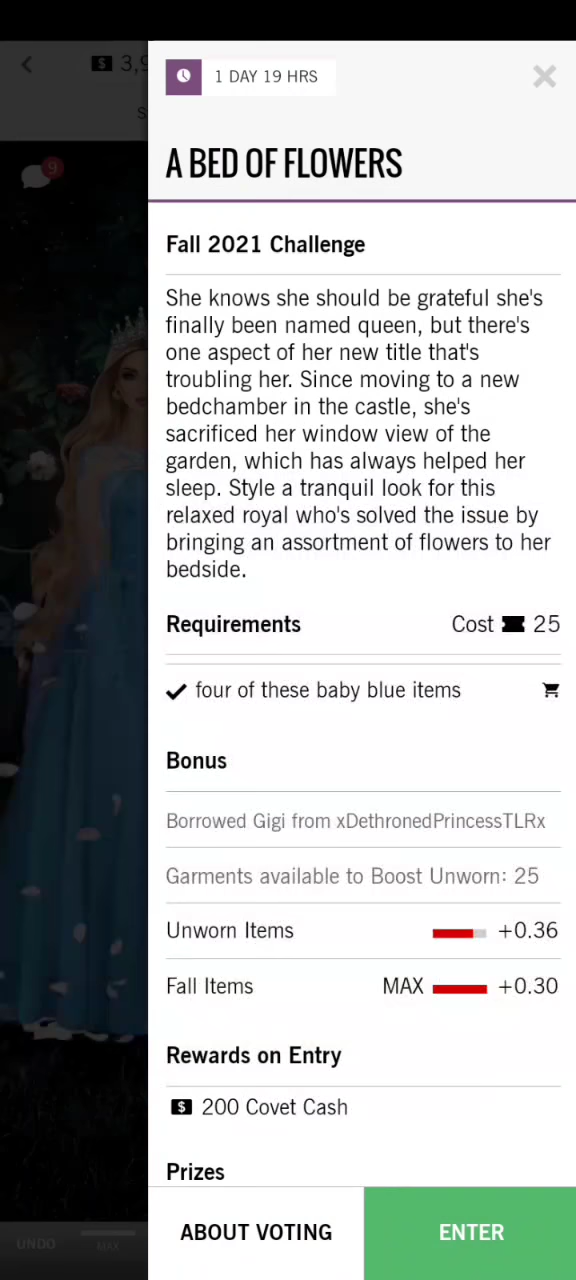 $ 3,9
1 DAY 19 HRS
S
9
A BED OF FLOWERS
Fall 2021 Challenge
She knows she should be grateful she's
finally been named queen, but there's
one aspect of her new title that's
troubling her. Since moving to a new
bedchamber in the castle, she's
sacrificed her window view of the
garden, which has always helped her
sleep. Style a tranquil look for this
relaxed royal who's solved the issue by
bringing an assortment of flowers to her
bedside.
Requirements Cost 25
four of these baby blue items
Bonus
Borrowed Gigi from xDethronedPrincessTLRx
Garments available to Boost Unworn: 25
Unworn Items +0.36
Fall Items MAX +0.30
Rewards on Entry
$ 200 Covet Cash
Prizes
ABOUT VOTING ENTER
UNDO MAX